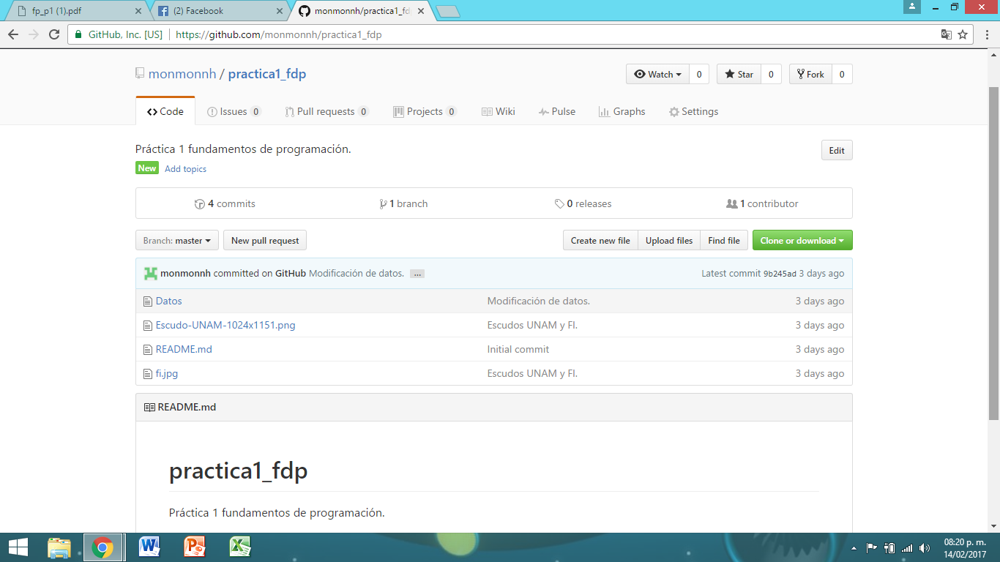 fp_p1 (1).pdf
(2) Facebook
monmonnh/practica1_fd
GitHub, Inc. [US] https://github.com/monmonnh/practica1_fdp
monmonnh / practica1_fdp
Watch 0 Star 0 Fork 0
Code Issues 0 Pull requests 0 Projects 0 Wiki Pulse Graphs Settings
Práctica 1 fundamentos de programación. Edit
New Add topics
4 commits 1 branch 0 releases 1 contributor
Branch: master New pull request Create new file Upload files Find file Clone or download
monmonnh committed on GitHub Modificación de datos. ... Latest commit 9b245ad 3 days ago
Datos Modificación de datos. 3 days ago
Escudo-UNAM-1024x1151.png Escudos UNAM y FI. 3 days ago
README.md Initial commit 3 days ago
fi.jpg Escudos UNAM y FI. 3 days ago
README.md
practica1_fdp
Práctica 1 fundamentos de programación.
08:20 p. m.
14/02/2017